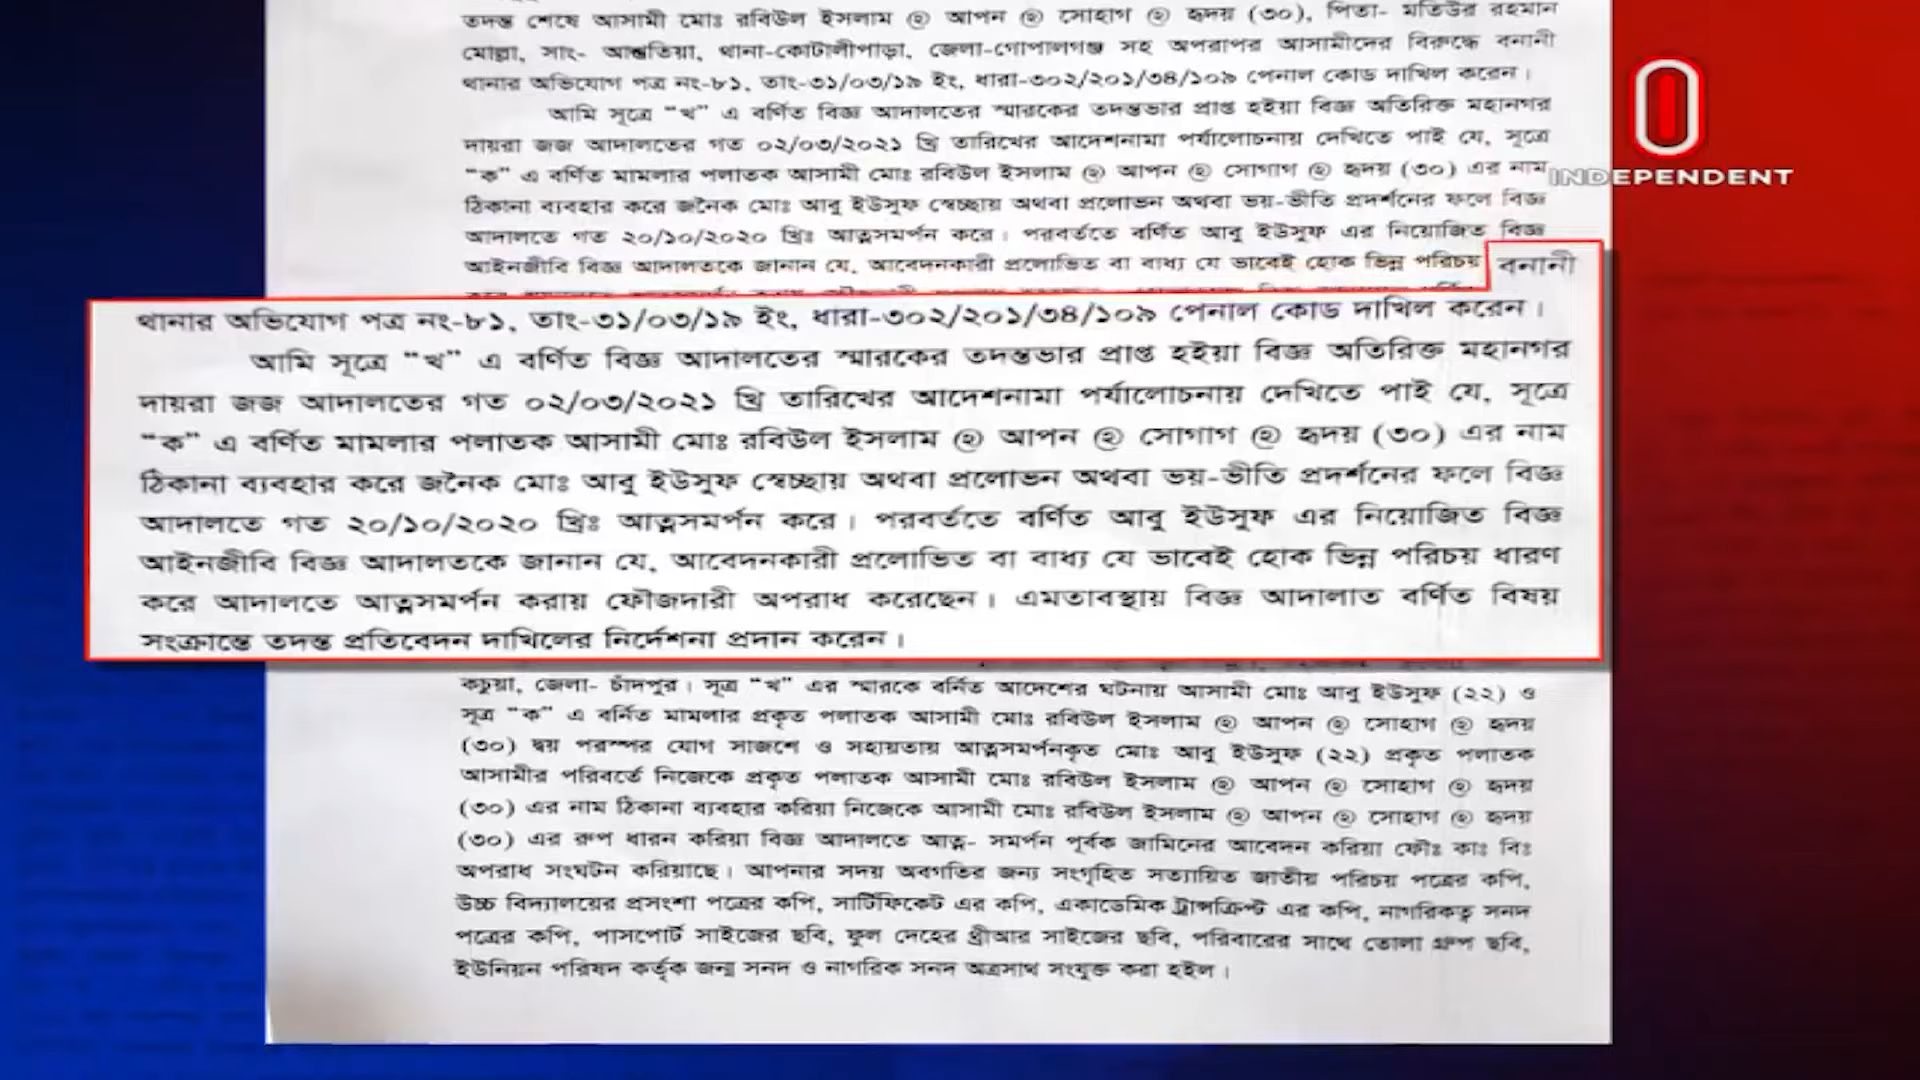 তদন্ত শেষে আসামী মোঃ রবিউল ইসলাম @ আপন @ সোহাগ @ হৃদয় (৩০), পিতা- মতিউর রহমান
মোল্লা, সাং- আশুতিয়া, থানা-কোটালীপাড়া, জেলা-গোপালগঞ্জ সহ অপরাপর আসামীদের বিরুদ্ধে বনানী
থানার অভিযোগ পত্র নং-৮১, তাং-৩১/০৩/১৯ ইং, ধারা-৩০২/২০১/৩৪/১০৯ পেনাল কোড দাখিল করেন।
আমি সূত্রে “খ” এ বর্ণিত বিজ্ঞ আদালতের স্মারকের তদন্তভার প্রাপ্ত হইয়া বিজ্ঞ অতিরিক্ত মহানগর
দায়রা জজ আদালতের গত ০২/০৩/২০২১ খ্রি তারিখের আদেশনামা পর্যালোচনায় দেখিতে পাই যে, সূত্রে
“ক” এ বর্ণিত মামলার পলাতক আসামী মোঃ রবিউল ইসলাম @ আপন @ সোগাগ @ হৃদয় (৩০) এর নাম
ঠিকানা ব্যবহার করে জনৈক মোঃ আবু ইউসুফ স্বেচ্ছায় অথবা প্রলোভন অথবা ভয়-ভীতি প্রদর্শনের ফলে বিজ্ঞ
আদালতে গত ২০/১০/২০২০ খ্রিঃ আত্নসমর্পন করে। পরবর্ততে বর্ণিত আবু ইউসুফ এর নিয়োজিত বিজ্ঞ
আইনজীবি বিজ্ঞ আদালতকে জানান যে, আবেদনকারী প্রলোভিত বা বাধ্য যে ভাবেই হোক ভিন্ন পরিচয়
INDEPENDENT
বনানী
থানার অভিযোগ পত্র নং-৮১, তাং-৩১/০৩/১৯ ইং, ধারা-৩০২/২০১/৩৪/১০৯ পেনাল কোড দাখিল করেন।
আমি সূত্রে “খ” এ বর্ণিত বিজ্ঞ আদালতের স্মারকের তদন্তভার প্রাপ্ত হইয়া বিজ্ঞ অতিরিক্ত মহানগর
দায়রা জজ আদালতের গত ০২/০৩/২০২১ খ্রি তারিখের আদেশনামা পর্যালোচনায় দেখিতে পাই যে, সূত্রে
“ক” এ বর্ণিত মামলার পলাতক আসামী মোঃ রবিউল ইসলাম @ আপন @ সোগাগ @ হৃদয় (৩০) এর নাম
ঠিকানা ব্যবহার করে জনৈক মোঃ আবু ইউসুফ স্বেচ্ছায় অথবা প্রলোভন অথবা ভয়-ভীতি প্রদর্শনের ফলে বিজ্ঞ
আদালতে গত ২০/১০/২০২০ খ্রিঃ আত্নসমর্পন করে। পরবর্ততে বর্ণিত আবু ইউসুফ এর নিয়োজিত বিজ্ঞ
আইনজীবি বিজ্ঞ আদালতকে জানান যে, আবেদনকারী প্রলোভিত বা বাধ্য যে ভাবেই হোক ভিন্ন পরিচয় ধারণ
করে আদালতে আত্নসমর্পন করায় ফৌজদারী অপরাধ করেছেন। এমতাবস্থায় বিজ্ঞ আদালাত বর্ণিত বিষয়
সংক্রান্তে তদন্ত প্রতিবেদন দাখিলের নির্দেশনা প্রদান করেন।
কচুয়া, জেলা- চাঁদপুর। সূত্র “খ” এর স্মারকে বর্নিত আদেশের ঘটনায় আসামী মোঃ আবু ইউসুফ (২২) ও
সূত্র “ক” এ বর্নিত মামলার প্রকৃত পলাতক আসামী মোঃ রবিউল ইসলাম @ আপন @ সোহাগ @ হৃদয়
(৩০) দ্বয় পরস্পর যোগ সাজশে ও সহায়তায় আত্নসমর্পনকৃত মোঃ আবু ইউসুফ (২২) প্রকৃত পলাতক
আসামীর পরিবর্তে নিজেকে প্রকৃত পলাতক আসামী মোঃ রবিউল ইসলাম @ আপন @ সোহাগ @ হৃদয়
(৩০) এর নাম ঠিকানা ব্যবহার করিয়া নিজেকে আসামী মোঃ রবিউল ইসলাম @ আপন @ সোহাগ @ হৃদয়
(৩০) এর রুপ ধারন করিয়া বিজ্ঞ আদালতে আত্ন- সমর্পন পূর্বক জামিনের আবেদন করিয়া ফৌঃ কাঃ বিঃ
অপরাধ সংঘটন করিয়াছে। আপনার সদয় অবগতির জন্য সংগৃহিত সত্যায়িত জাতীয় পরিচয় পত্রের কপি,
উচ্চ বিদ্যালয়ের প্রসংশা পত্রের কপি, সার্টিফিকেট এর কপি, একাডেমিক ট্রান্সক্রিপ্ট এর কপি, নাগরিকত্ব সনদ
পত্রের কপি, পাসপোর্ট সাইজের ছবি, ফুল দেহের থ্রীআর সাইজের ছবি, পরিবারের সাথে তোলা গ্রুপ ছবি,
ইউনিয়ন পরিষদ কর্তৃক জন্ম সনদ ও নাগরিক সনদ অত্রসাথ সংযুক্ত করা হইল।